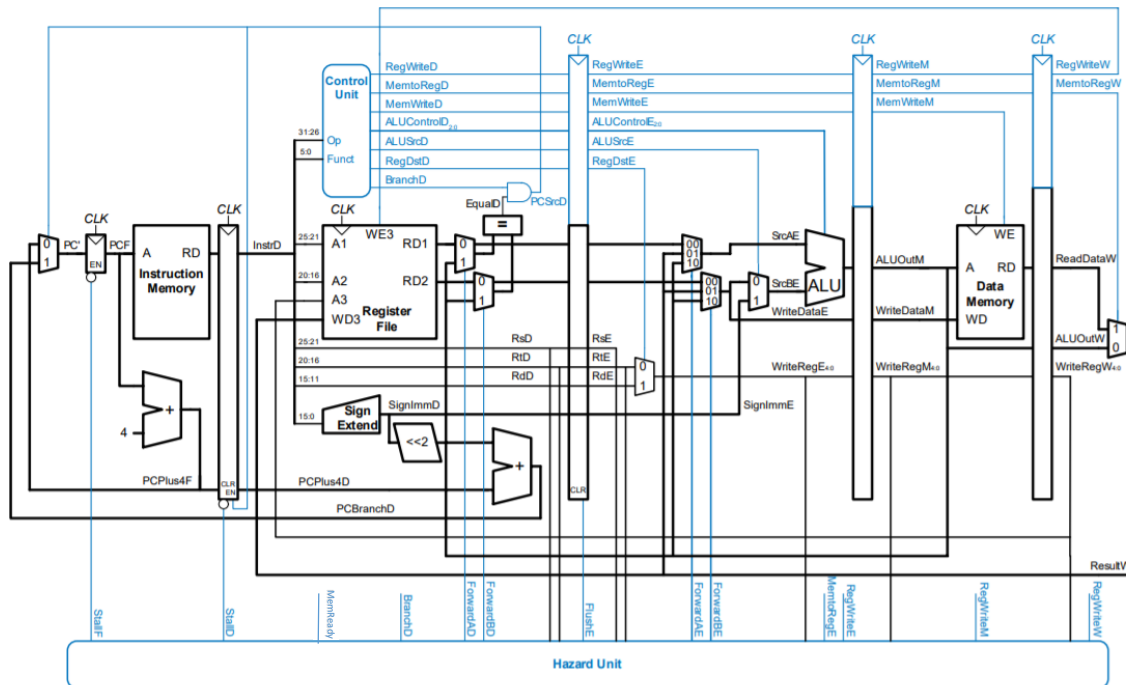 CLK CLK CLK
RegWriteD RegWriteE RegWriteM RegWriteW
Control Unit
MemtoRegD MemtoRegE MemtoRegM MemtoRegW
MemWriteD MemWriteE MemWriteM
ALUControlD2:0 ALUControlE2:0
31:26 Op ALUSrcD ALUSrcE
5:0 Funct RegDstD RegDstE
BranchD
EqualD PCSrcD
CLK CLK CLK CLK
=
0 1 PC' EN PCF A RD InstrD 25:21 A1 WE3 RD1 0 1 00 01 10 SrcAE WE
Instruction Memory
20:16 A2 RD2 0 1 00 01 10 0 1 SrcBE ALU ALUOutM A RD ReadDataW
A3
Register File
WD3 WriteDataE WriteDataM Data Memory WD 1 0
25:21 RsD RsE ALUOutW
20:16 RtD RtE 0 1 WriteRegE4:0 WriteRegM4:0 WriteRegW4:0
15:11 RdD RdE
15:0 Sign Extend SignImmD SignImmE
+ 4 <<2 +
PCPlus4F CLR EN PCPlus4D CLR
PCBranchD
ResultW
StallF StallD MemReady BranchD ForwardAD ForwardBD FlushE ForwardAE ForwardBE MemtoRegE RegWriteE RegWriteM RegWriteW
Hazard Unit